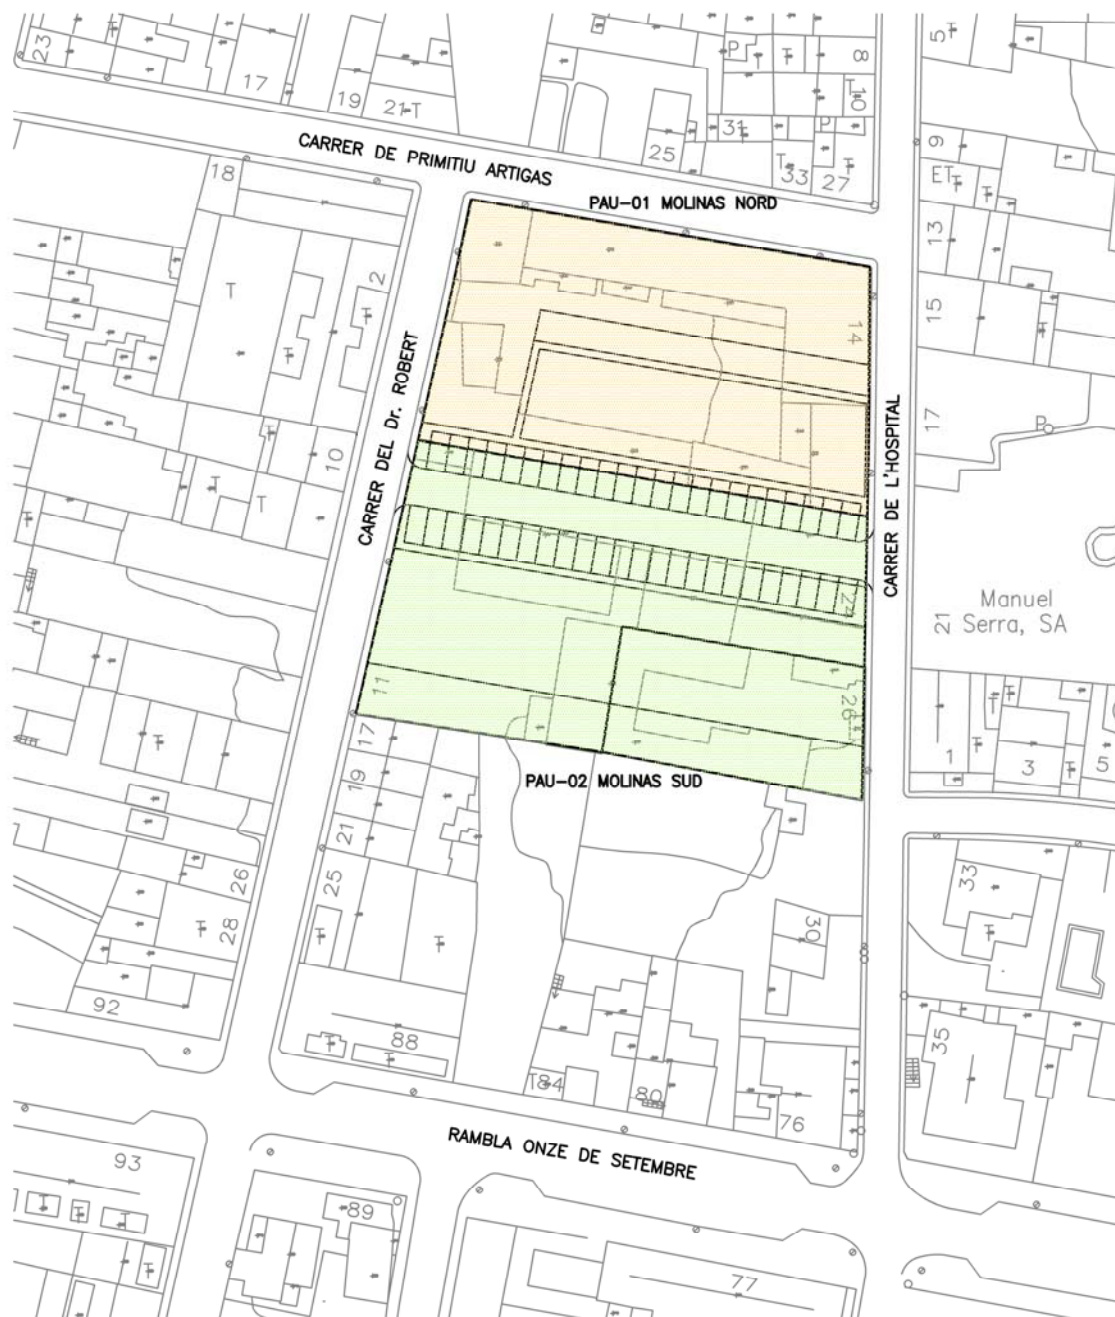 23
17
19
21
T
25
31
P
T
8
T
10
P
T
33
27
T
5
T
9
ET
T
13
15
T
17
P
CARRER DE PRIMITIU ARTIGAS
PAU-01 MOLINAS NORD
18
2
T
T
T
T
10
T
T
14
CARRER DEL Dr. ROBERT
CARRER DE L'HOSPITAL
24
Manuel
Serra, SA
21
11
26
PAU-02 MOLINAS SUD
17
19
21
25
T
T
26
28
T
92
1
3
5
T
T
33
T
30
35
88
T
T
T84
80
76
RAMBLA ONZE DE SETEMBRE
93
T
T
T
T
89
77